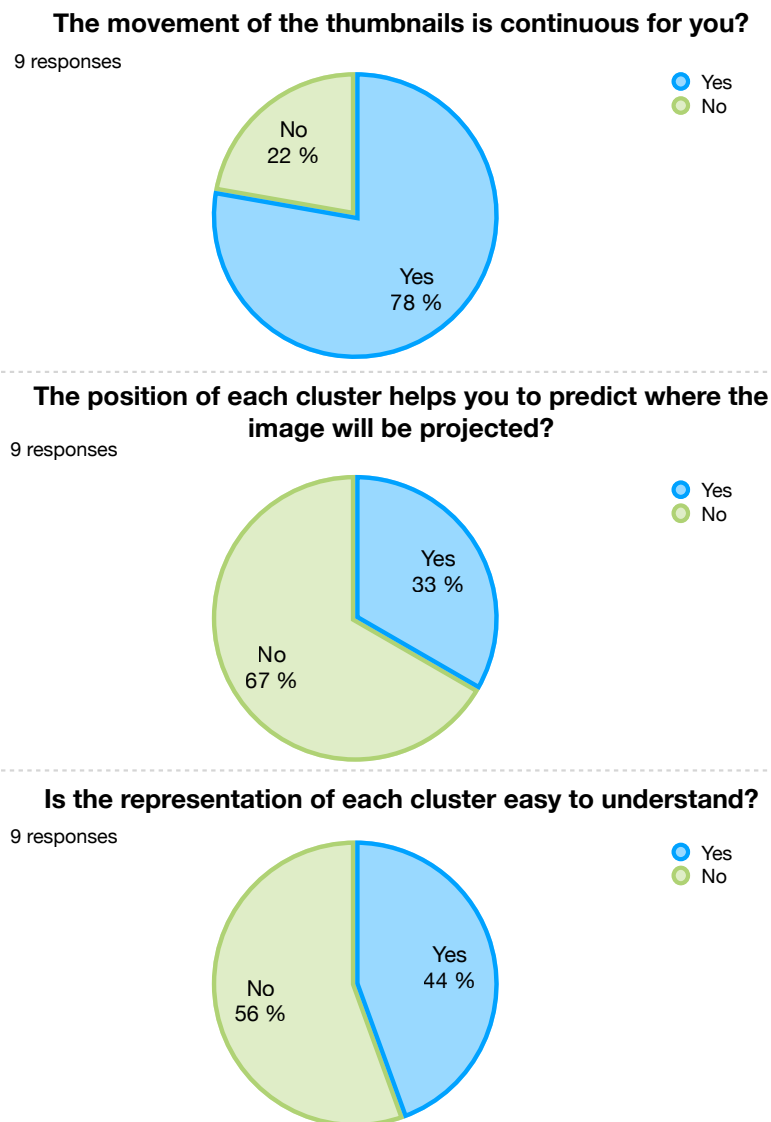 The movement of the thumbnails is continuous for you?
9 responses
Yes
No
No
22 %
Yes
78 %
The position of each cluster helps you to predict where the
image will be projected?
9 responses
Yes
No
Yes
33 %
No
67 %
Is the representation of each cluster easy to understand?
9 responses
Yes
No
Yes
44 %
No
56 %